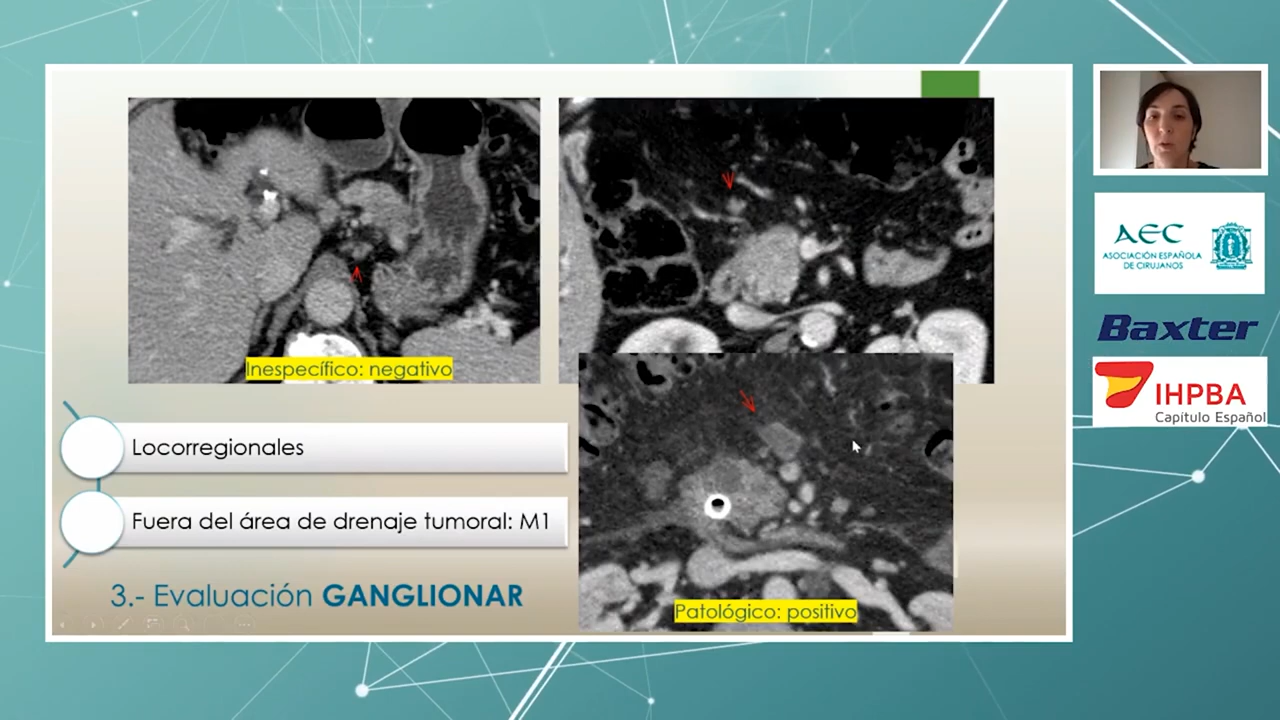 Inespecífico: negativo
Locorregionales
Fuera del área de drenaje tumoral: M1
3.- Evaluación GANGLIONAR
Patológico: positivo
AEC
ASOCIACIÓN ESPAÑOLA
DE CIRUJANOS
Baxter
IHPBA
Capítulo Español